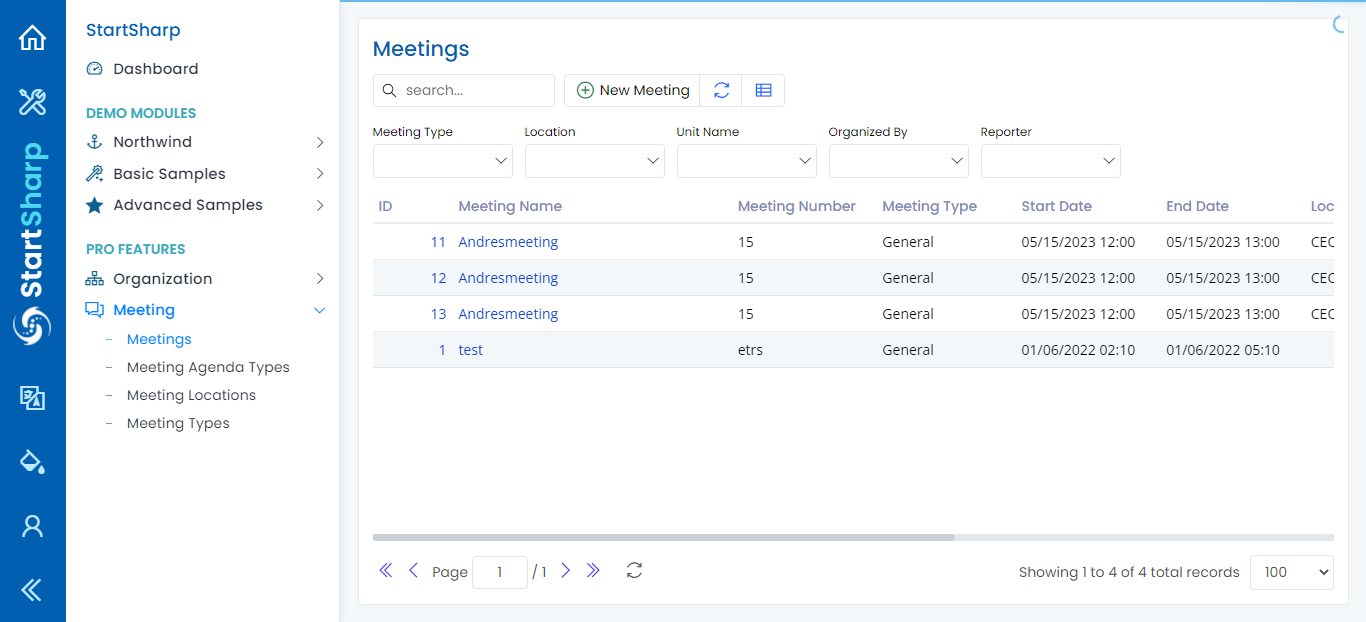 StartSharp
StartSharp
Dashboard
DEMO MODULES
Northwind
Basic Samples
Advanced Samples
PRO FEATURES
Organization
Meeting
– Meetings
– Meeting Agenda Types
– Meeting Locations
– Meeting Types
Meetings
search...
New Meeting
Meeting Type Location Unit Name Organized By Reporter
ID Meeting Name Meeting Number Meeting Type Start Date End Date Loc
11 Andresmeeting 15 General 05/15/2023 12:00 05/15/2023 13:00 CEC
12 Andresmeeting 15 General 05/15/2023 12:00 05/15/2023 13:00 CEC
13 Andresmeeting 15 General 05/15/2023 12:00 05/15/2023 13:00 CEC
1 test etrs General 01/06/2022 02:10 01/06/2022 05:10
Page 1 / 1 Showing 1 to 4 of 4 total records 100